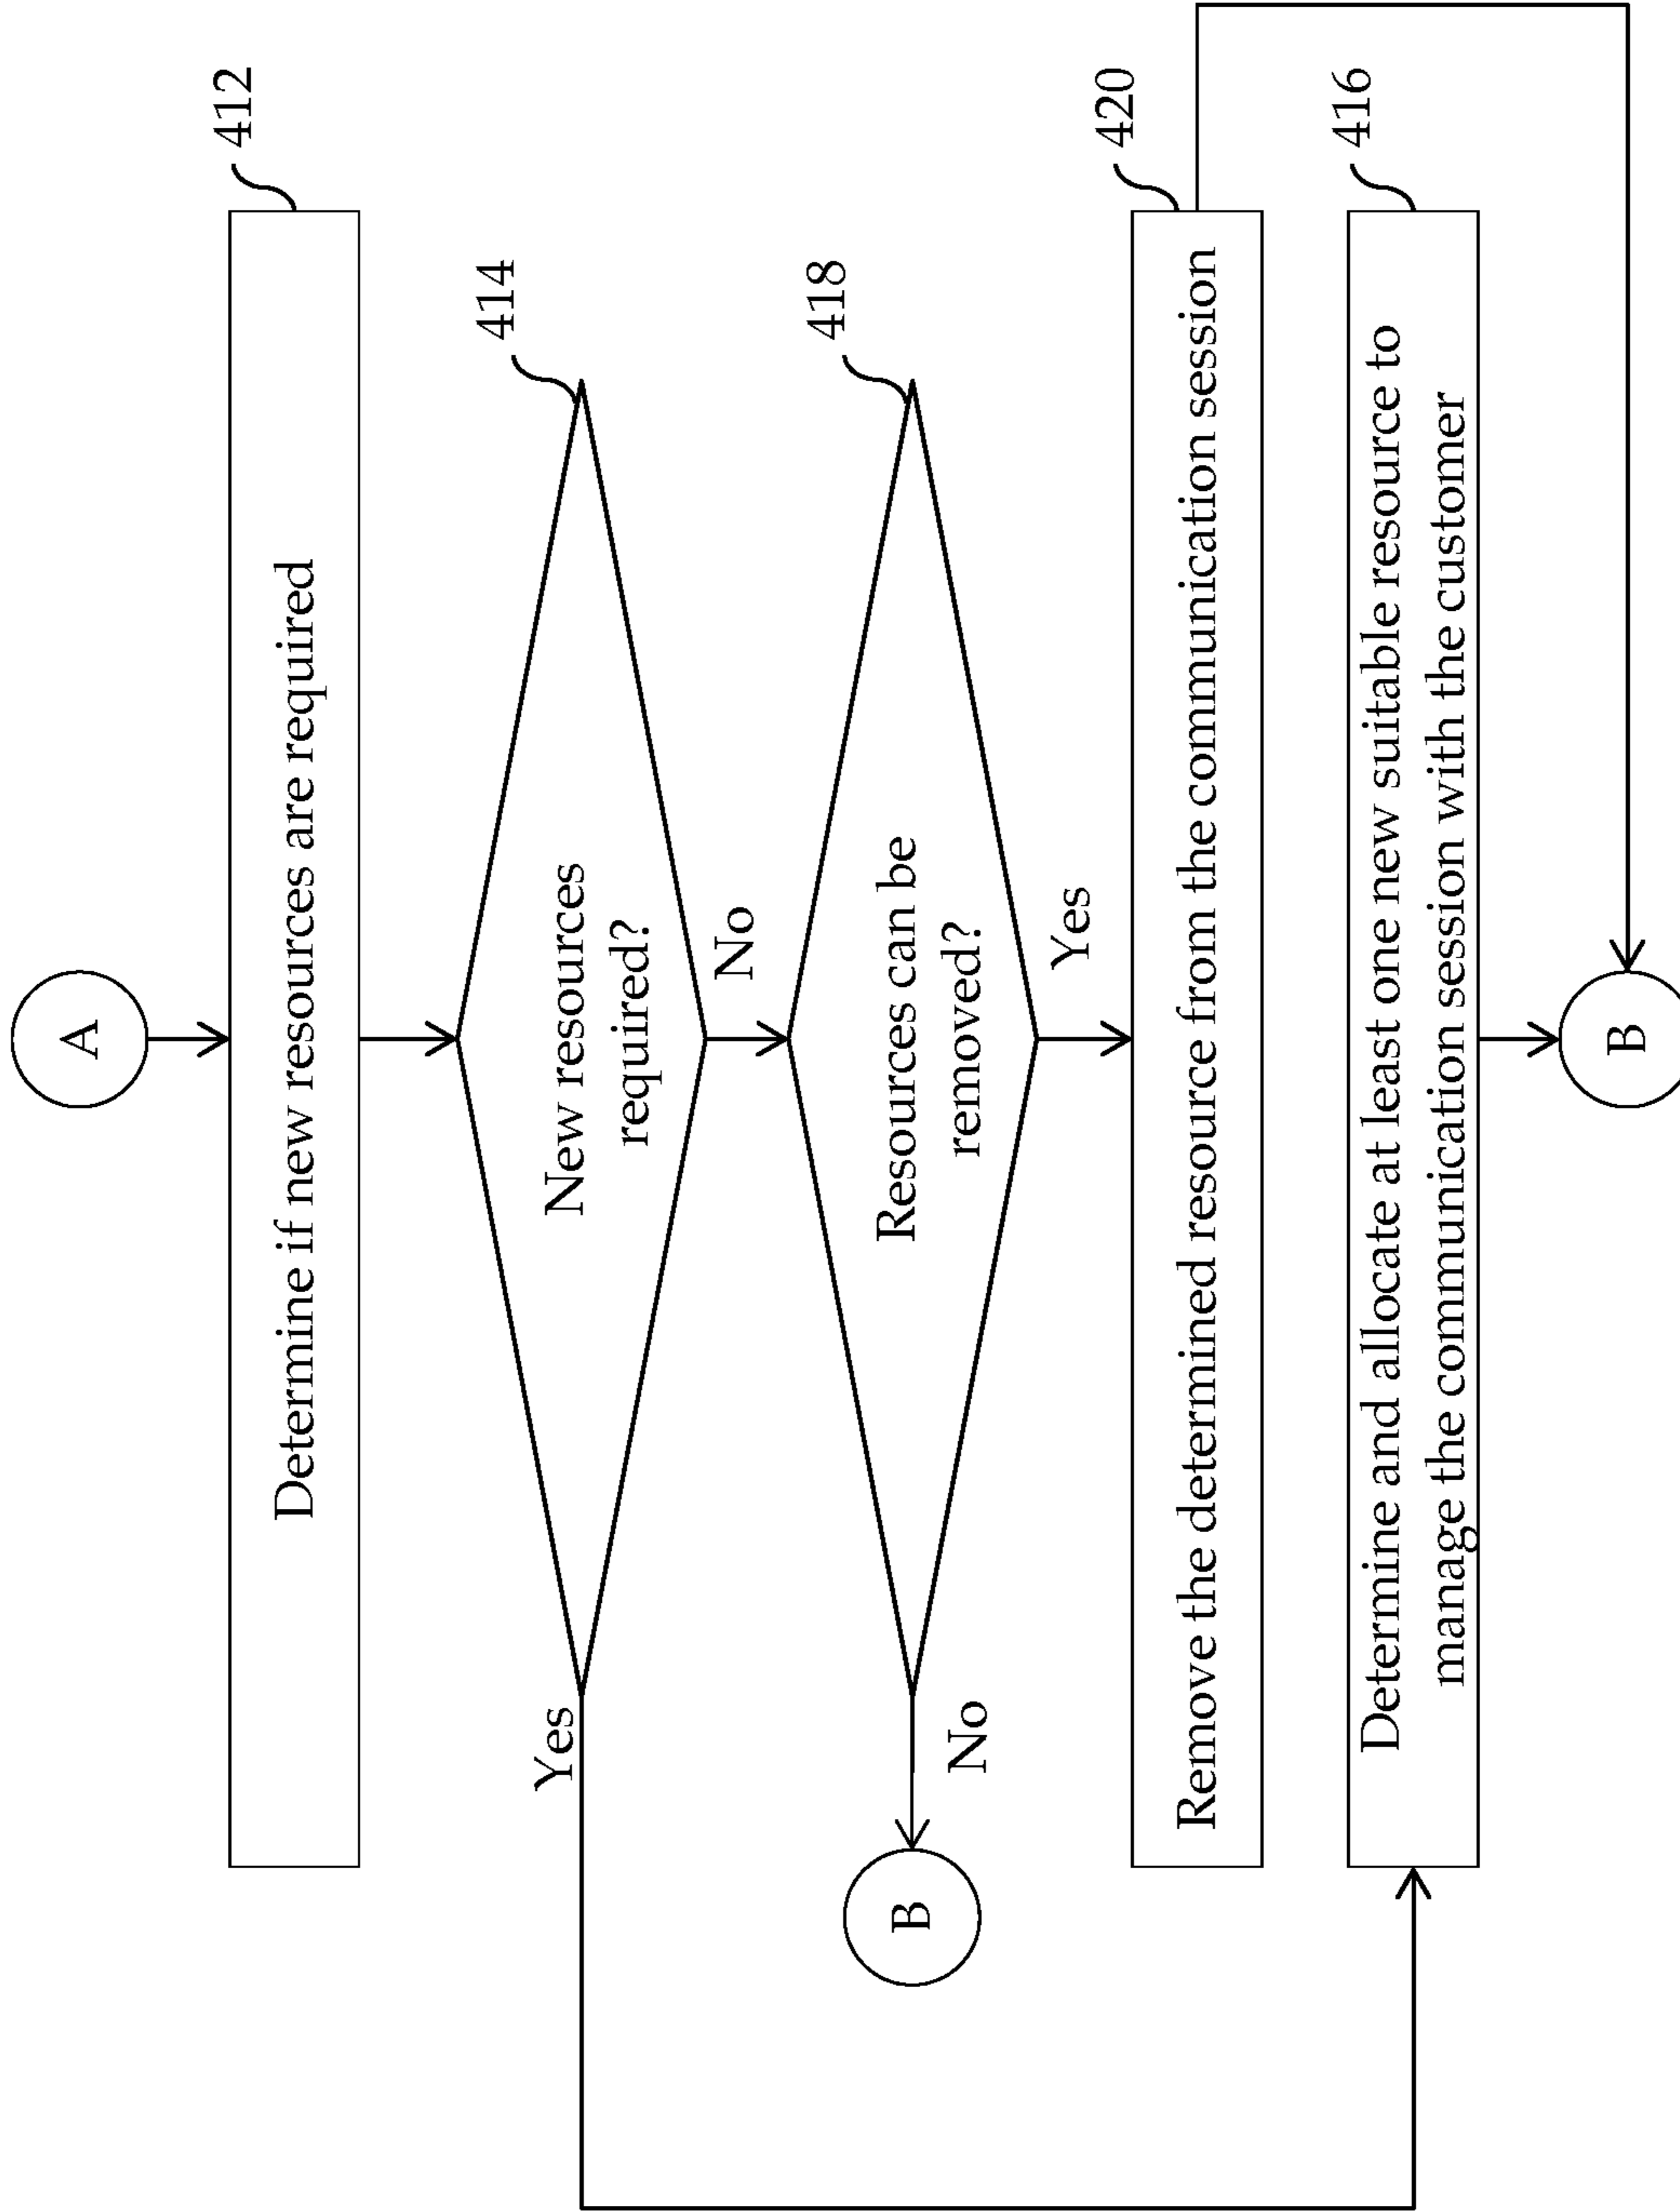 A
412
Determine if new resources are required
414
New resources
required?
Yes
No
418
Resources can be
removed?
No
B
Yes
420
Remove the determined resource from the communication session
416
Determine and allocate at least one new suitable resource to
manage the communication session with the customer
B